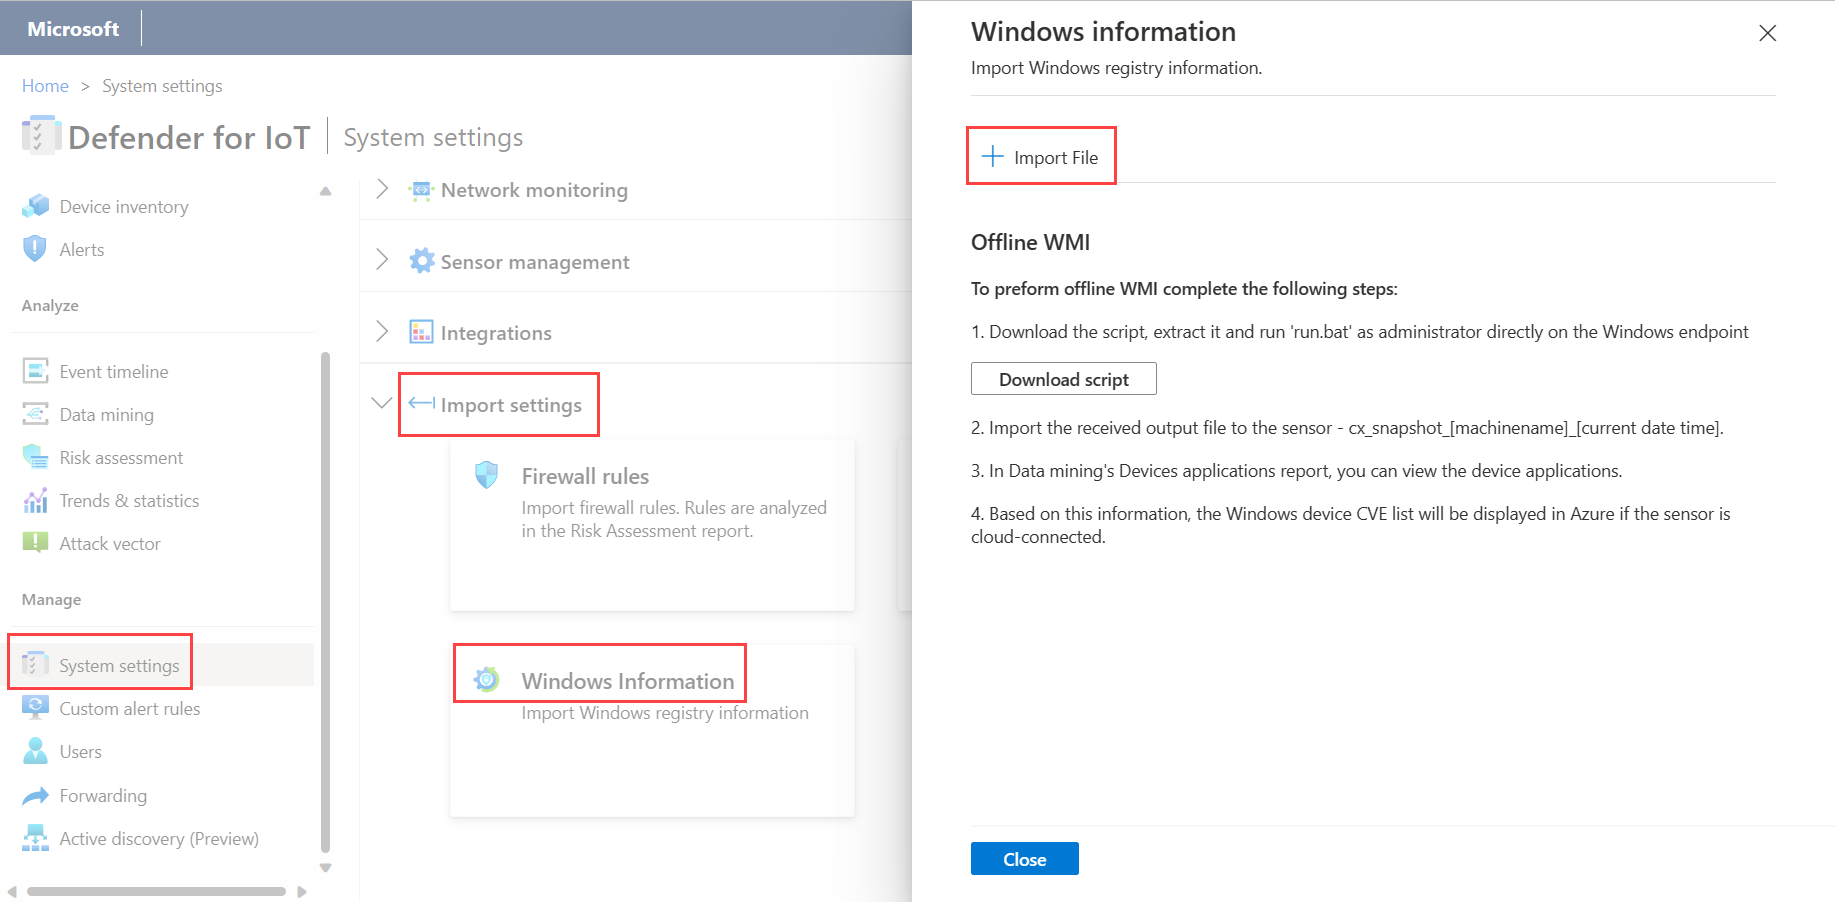 Microsoft
Home > System settings
Defender for IoT | System settings
Device inventory
Alerts
Analyze
Event timeline
Data mining
Risk assessment
Trends & statistics
Attack vector
Manage
System settings
Custom alert rules
Users
Forwarding
Active discovery (Preview)
Network monitoring
Sensor management
Integrations
Import settings
Firewall rules
Import firewall rules. Rules are analyzed
in the Risk Assessment report.
Windows Information
Import Windows registry information
Windows information
Import Windows registry information.
Import File
Offline WMI
To preform offline WMI complete the following steps:
1. Download the script, extract it and run 'run.bat' as administrator directly on the Windows endpoint
Download script
2. Import the received output file to the sensor - cx_snapshot_[machinename]_[current date time].
3. In Data mining's Devices applications report, you can view the device applications.
4. Based on this information, the Windows device CVE list will be displayed in Azure if the sensor is
cloud-connected.
Close